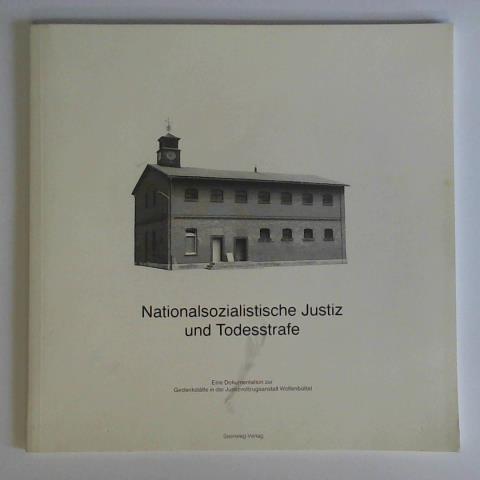 Nationalsozialistische Justiz
und Todesstrafe
Eine Dokumentation zur
Gedenkstätte in der Justizvollzugsanstalt Wolfenbüttel
Steinweg-Verlag